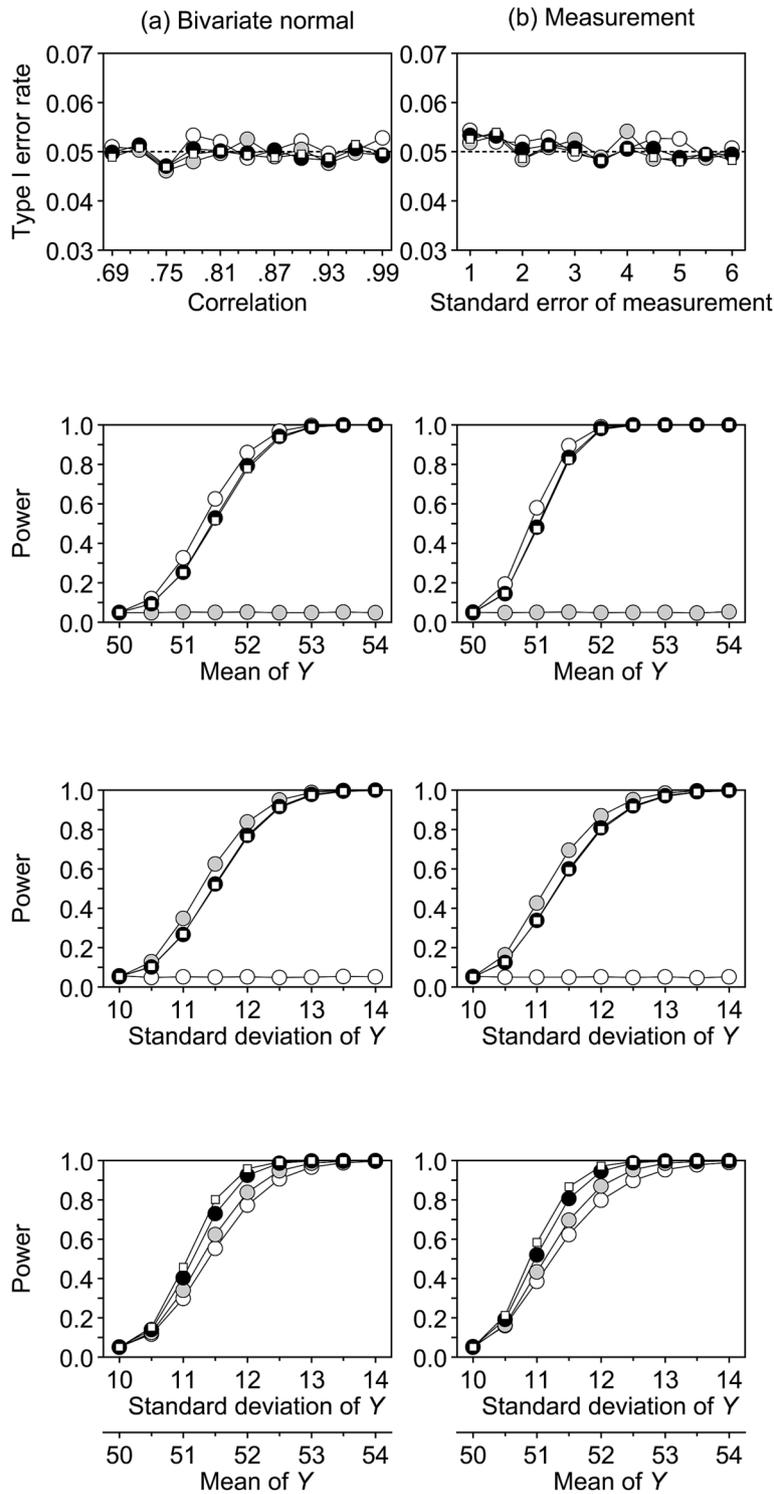 (a) Bivariate normal (b) Measurement
Type I error rate
0.07 0.07
0.06 0.06
0.05 0.05
0.04 0.04
0.03 0.03
.69 .75 .81 .87 .93 .99 1 2 3 4 5 6
Correlation Standard error of measurement
Power
1.0 1.0
0.8 0.8
0.6 0.6
0.4 0.4
0.2 0.2
0.0 0.0
50 51 52 53 54 50 51 52 53 54
Mean of Y Mean of Y
Power
1.0 1.0
0.8 0.8
0.6 0.6
0.4 0.4
0.2 0.2
0.0 0.0
10 11 12 13 14 10 11 12 13 14
Standard deviation of Y Standard deviation of Y
Power
1.0 1.0
0.8 0.8
0.6 0.6
0.4 0.4
0.2 0.2
0.0 0.0
10 11 12 13 14 10 11 12 13 14
Standard deviation of Y Standard deviation of Y
50 51 52 53 54 50 51 52 53 54
Mean of Y Mean of Y